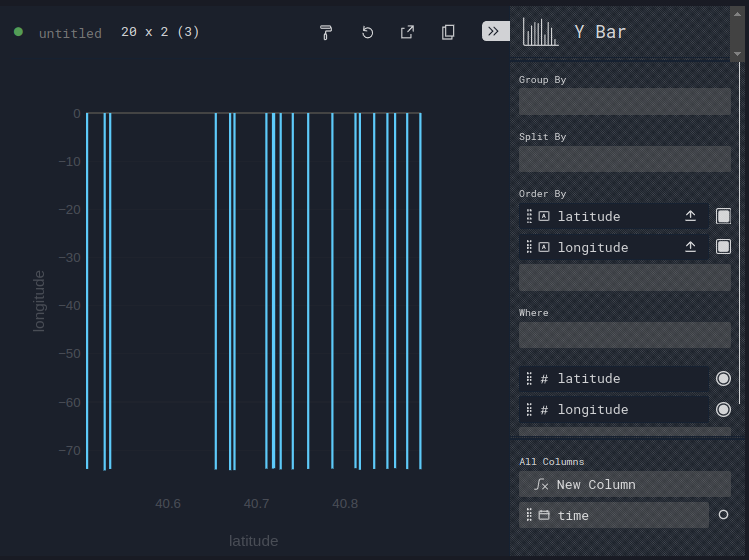 untitled 20 x 2 (3)
Y Bar
Group By
Split By
Order By
latitude
longitude
Where
# latitude
# longitude
All Columns
New Column
time
0
−10
−20
−30
−40
−50
−60
−70
longitude
40.6 40.7 40.8
latitude